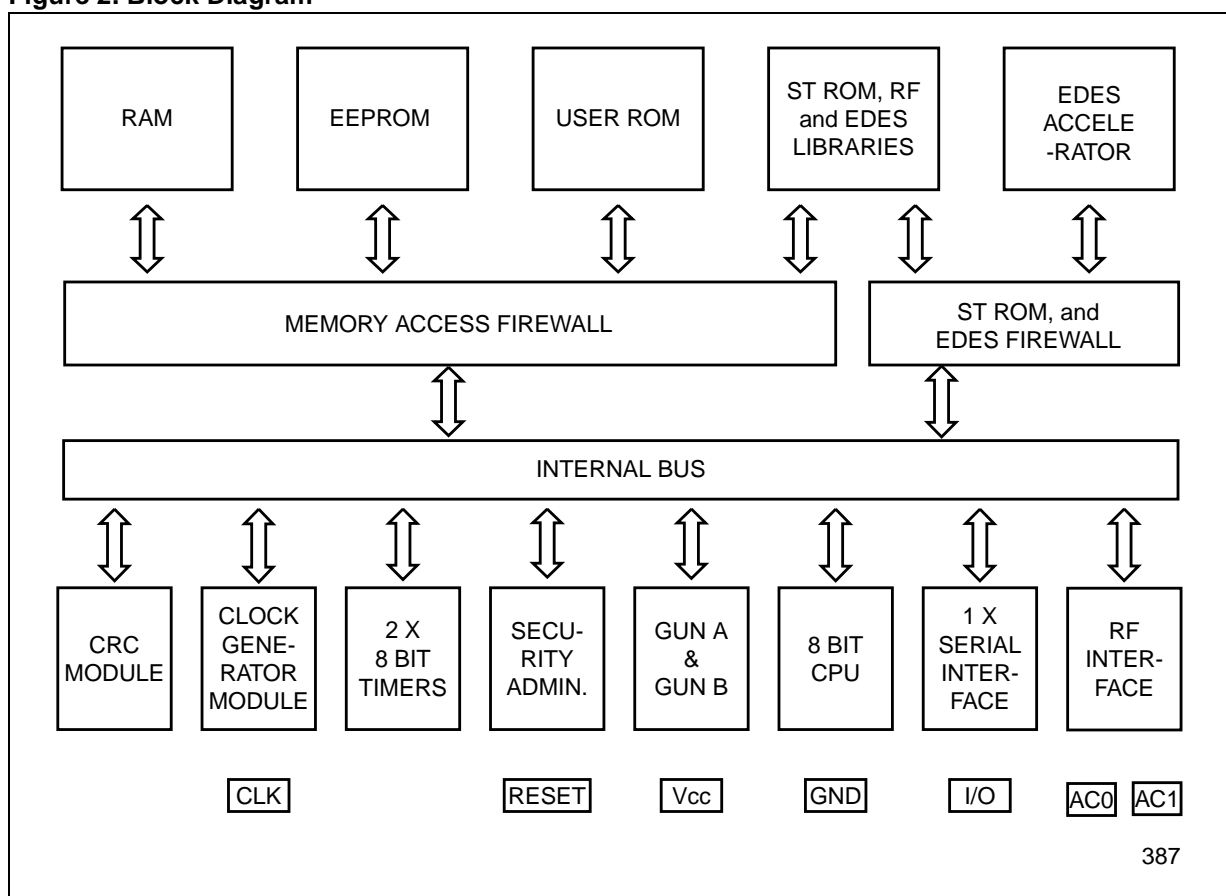 Figure 2. Block Diagram
RAM
EEPROM
USER ROM
ST ROM, RF
and EDES
LIBRARIES
EDES
ACCELE
-RATOR
MEMORY ACCESS FIREWALL
ST ROM, and
EDES FIREWALL
INTERNAL BUS
CRC
MODULE
CLOCK
GENE-
RATOR
MODULE
2 X
8 BIT
TIMERS
SECU-
RITY
ADMIN.
GUN A
&
GUN B
8 BIT
CPU
1 X
SERIAL
INTER-
FACE
RF
INTER-
FACE
CLK
RESET
Vcc
GND
I/O
AC0
AC1
387